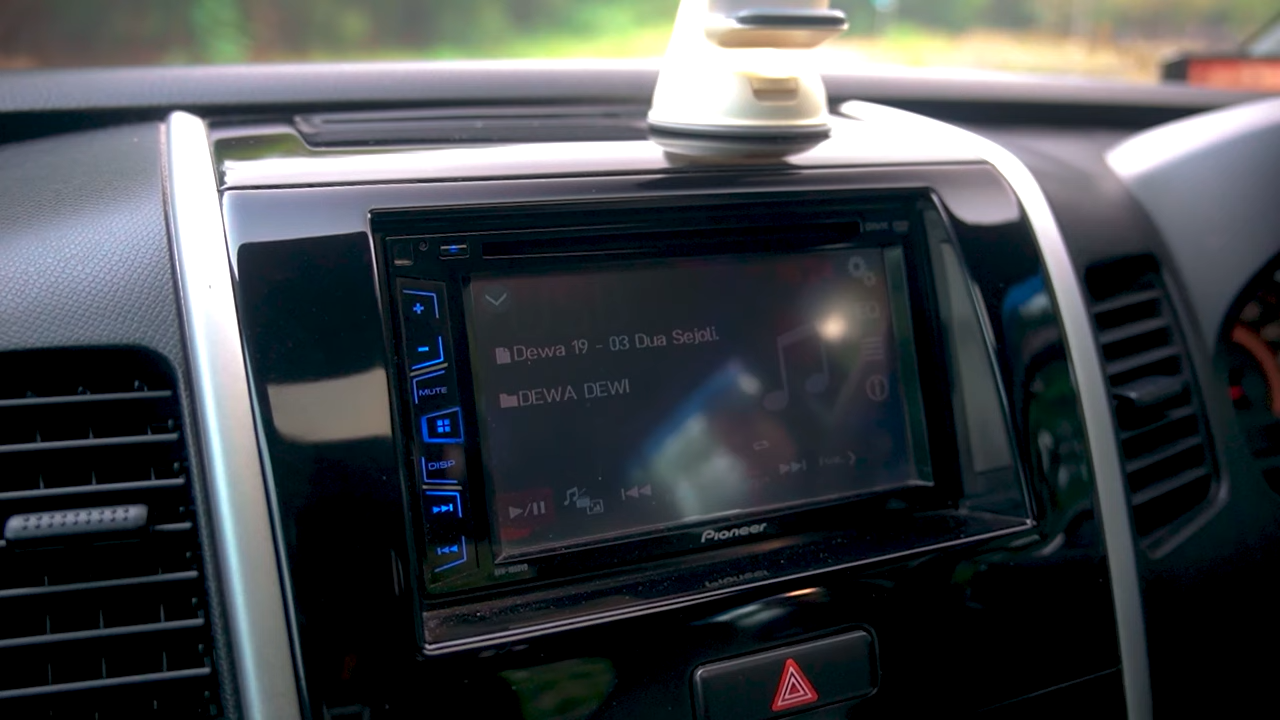 Dewa 19 - 03 Dua Sejoli.
DEWA DEWI
MUTE
DISP
Pioneer